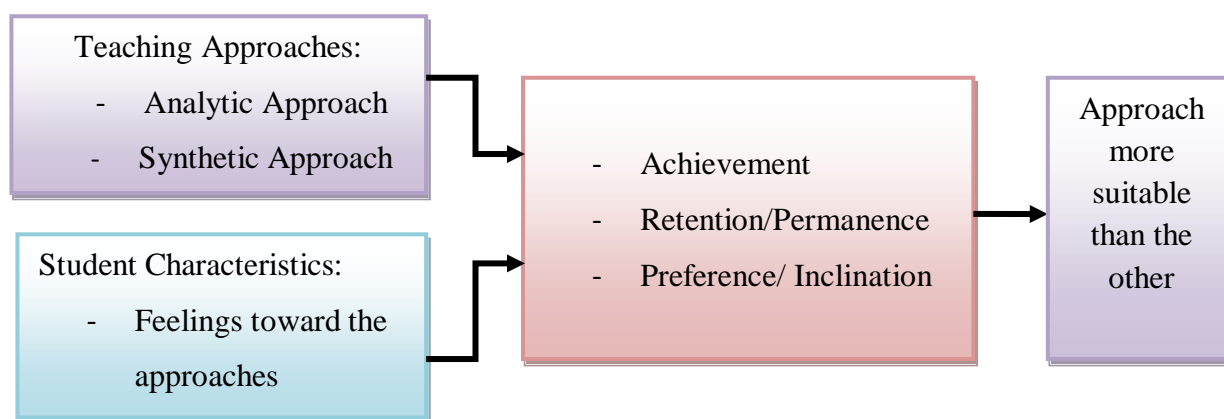 Teaching Approaches:
- Analytic Approach
- Synthetic Approach
Student Characteristics:
- Feelings toward the
approaches
- Achievement
- Retention/Permanence
- Preference/ Inclination
Approach
more
suitable
than the
other